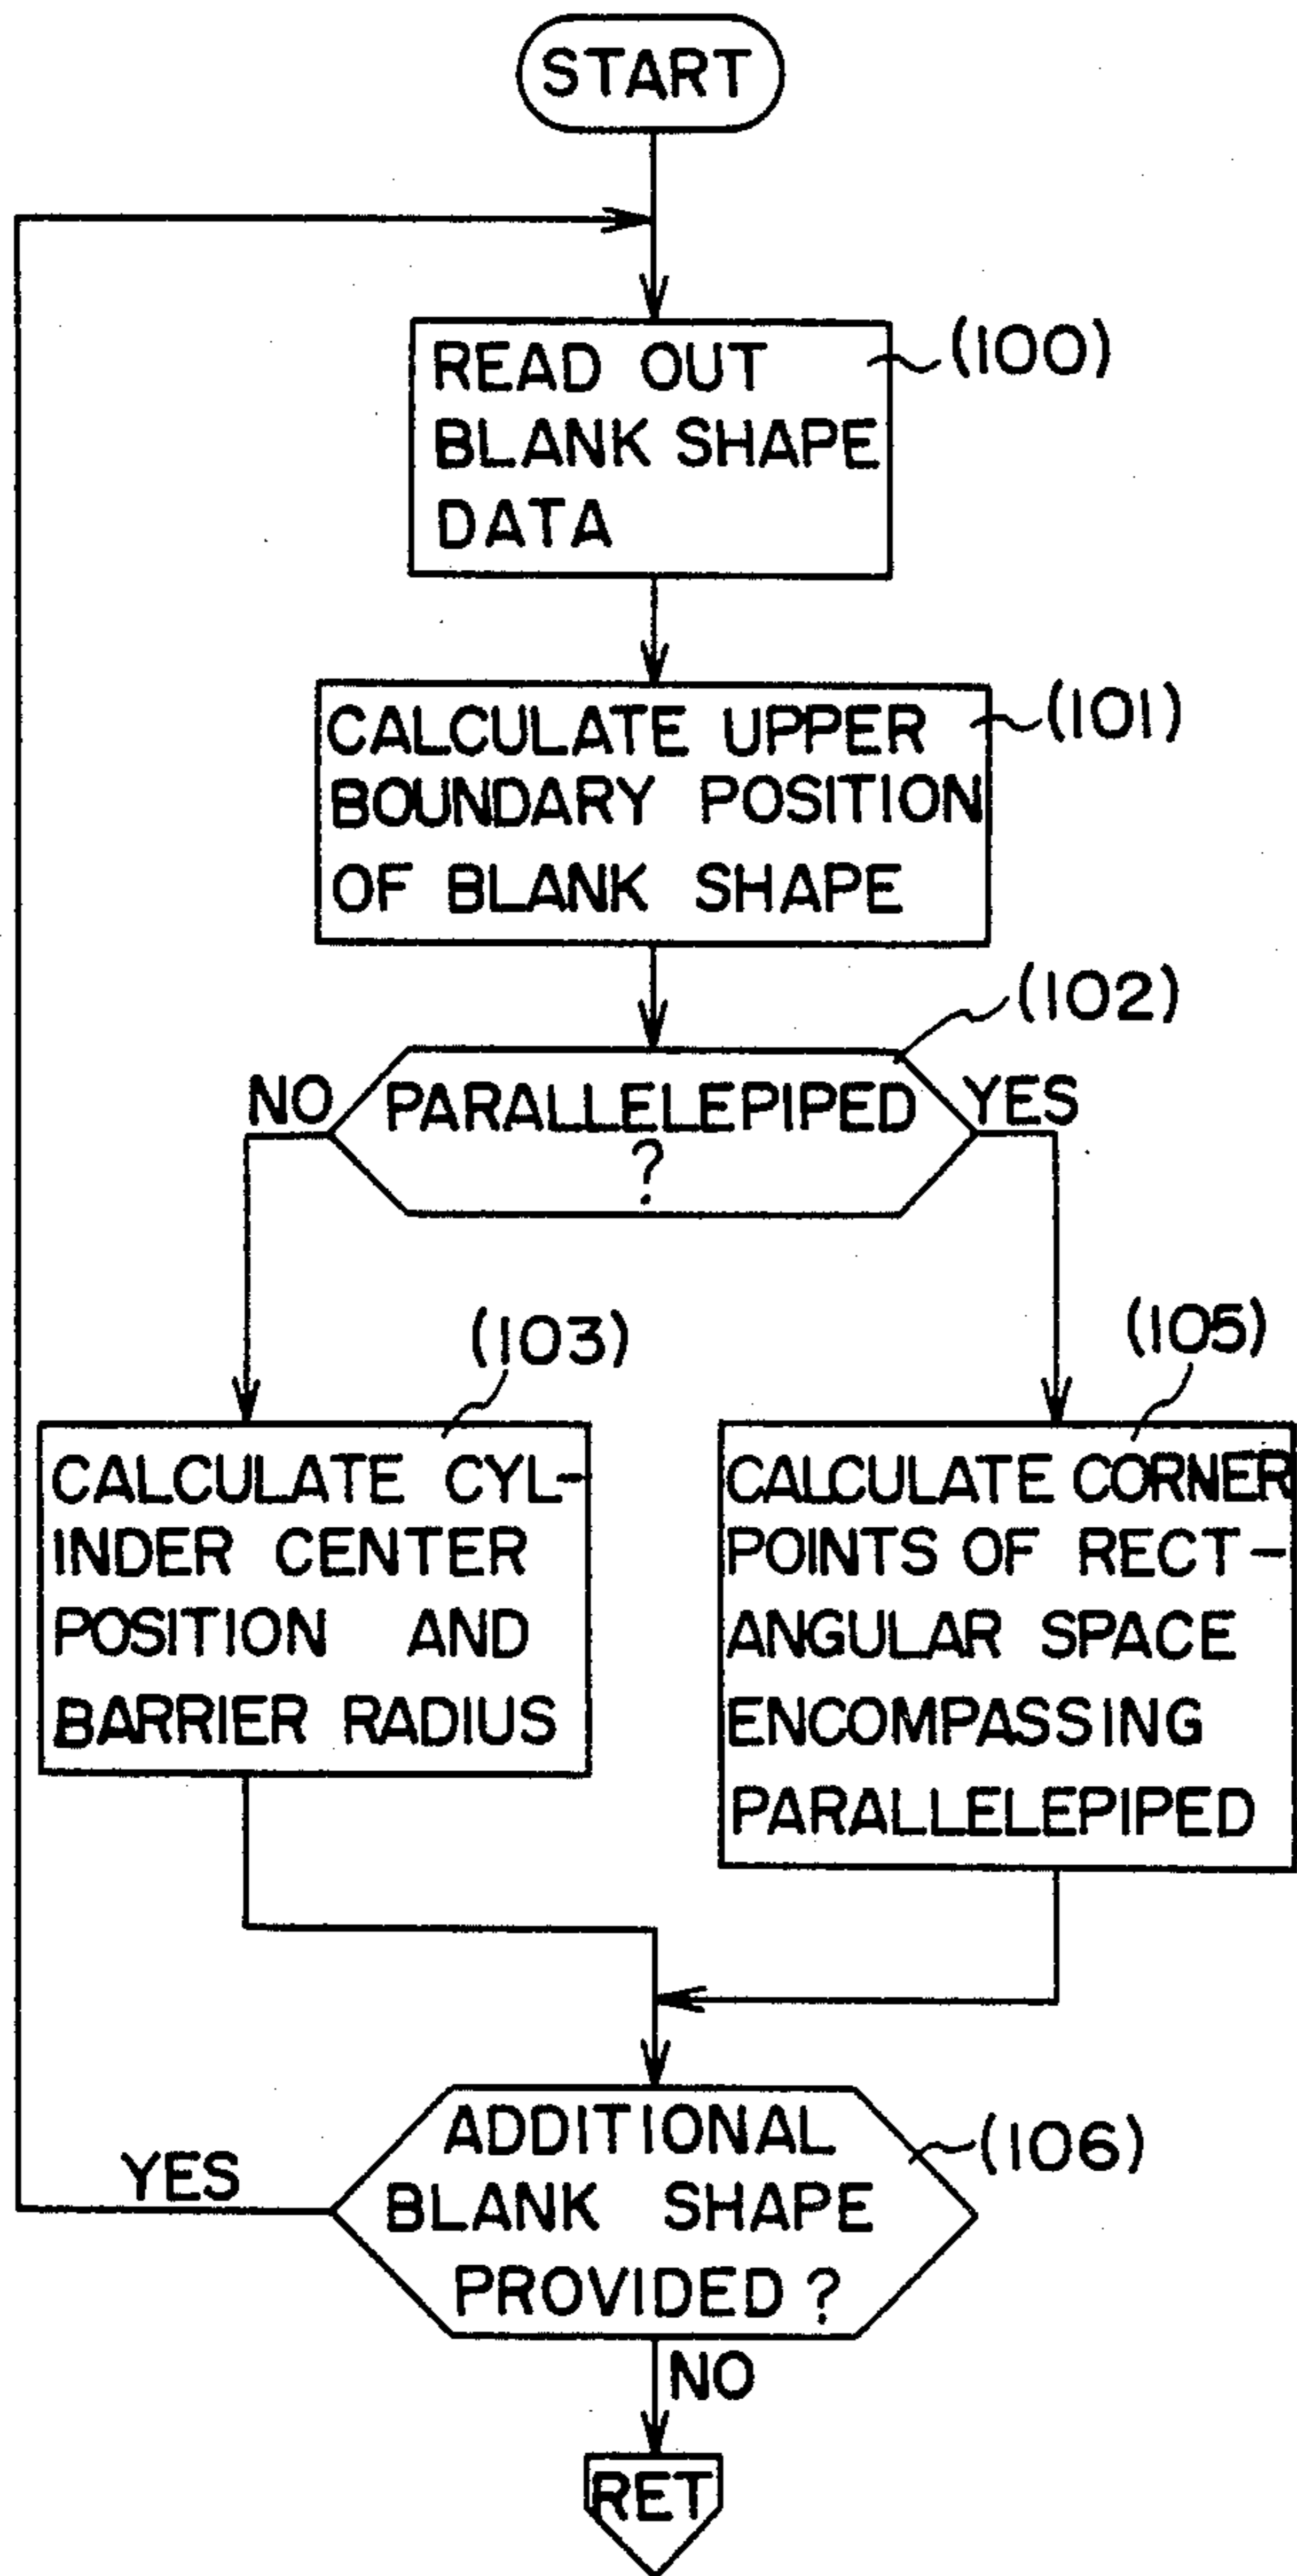 START
READ OUT
BLANK SHAPE
DATA
(100)
CALCULATE UPPER
BOUNDARY POSITION
OF BLANK SHAPE
(101)
(102)
NO
PARALLELEPIPED
?
YES
(103)
CALCULATE CYL-
INDER CENTER
POSITION AND
BARRIER RADIUS
(105)
CALCULATE CORNER
POINTS OF RECT-
ANGULAR SPACE
ENCOMPASSING
PARALLELEPIPED
YES
ADDITIONAL
BLANK SHAPE
PROVIDED ?
(106)
NO
RET